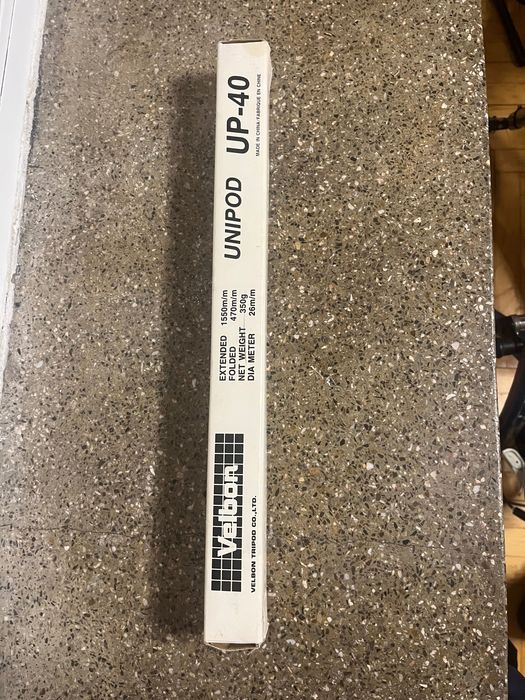 Velbon
VELBON TRIPOD CO.,LTD.
EXTENDED 1550m/m
FOLDED 470m/m
NET WEIGHT 350g
DIA METER 26m/m
UNIPOD UP-40
MADE IN CHINA / FABRIQUE EN CHINE